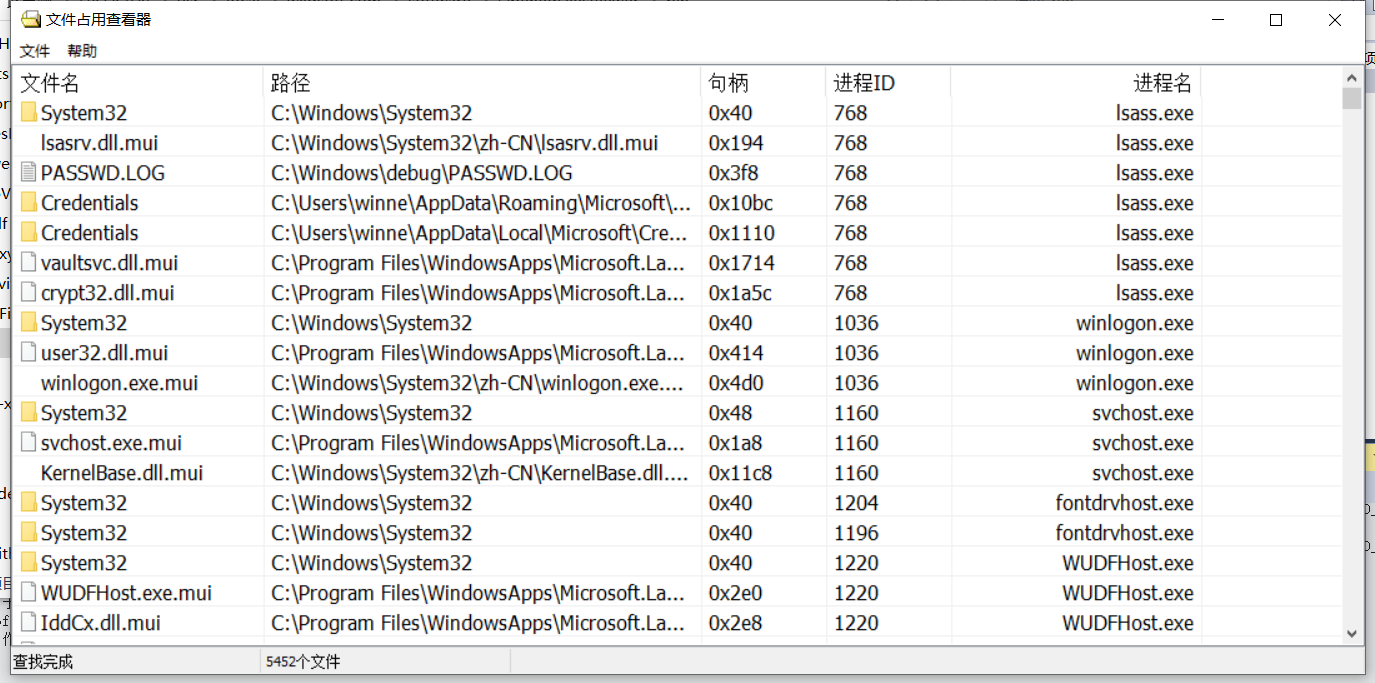 文件占用查看器
文件 帮助
文件名 路径 句柄 进程ID 进程名
System32 C:\Windows\System32 0x40 768 lsass.exe
lsasrv.dll.mui C:\Windows\System32\zh-CN\lsasrv.dll.mui 0x194 768 lsass.exe
PASSWD.LOG C:\Windows\debug\PASSWD.LOG 0x3f8 768 lsass.exe
Credentials C:\Users\winne\AppData\Roaming\Microsoft\... 0x10bc 768 lsass.exe
Credentials C:\Users\winne\AppData\Local\Microsoft\Cre... 0x1110 768 lsass.exe
vaultsvc.dll.mui C:\Program Files\WindowsApps\Microsoft.La... 0x1714 768 lsass.exe
crypt32.dll.mui C:\Program Files\WindowsApps\Microsoft.La... 0x1a5c 768 lsass.exe
System32 C:\Windows\System32 0x40 1036 winlogon.exe
user32.dll.mui C:\Program Files\WindowsApps\Microsoft.La... 0x414 1036 winlogon.exe
winlogon.exe.mui C:\Windows\System32\zh-CN\winlogon.exe.... 0x4d0 1036 winlogon.exe
System32 C:\Windows\System32 0x48 1160 svchost.exe
svchost.exe.mui C:\Program Files\WindowsApps\Microsoft.La... 0x1a8 1160 svchost.exe
KernelBase.dll.mui C:\Windows\System32\zh-CN\KernelBase.dll.... 0x11c8 1160 svchost.exe
System32 C:\Windows\System32 0x40 1204 fontdrvhost.exe
System32 C:\Windows\System32 0x40 1196 fontdrvhost.exe
System32 C:\Windows\System32 0x40 1220 WUDFHost.exe
WUDFHost.exe.mui C:\Program Files\WindowsApps\Microsoft.La... 0x2e0 1220 WUDFHost.exe
IddCx.dll.mui C:\Program Files\WindowsApps\Microsoft.La... 0x2e8 1220 WUDFHost.exe
查找完成 5452个文件